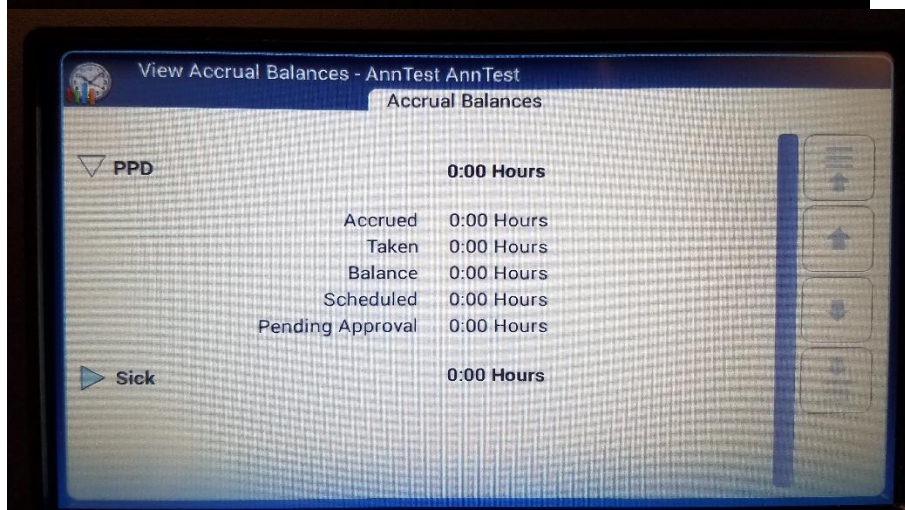 View Accrual Balances - AnnTest AnnTest
Accrual Balances
PPD 0:00 Hours
Accrued 0:00 Hours
Taken 0:00 Hours
Balance 0:00 Hours
Scheduled 0:00 Hours
Pending Approval 0:00 Hours
Sick 0:00 Hours